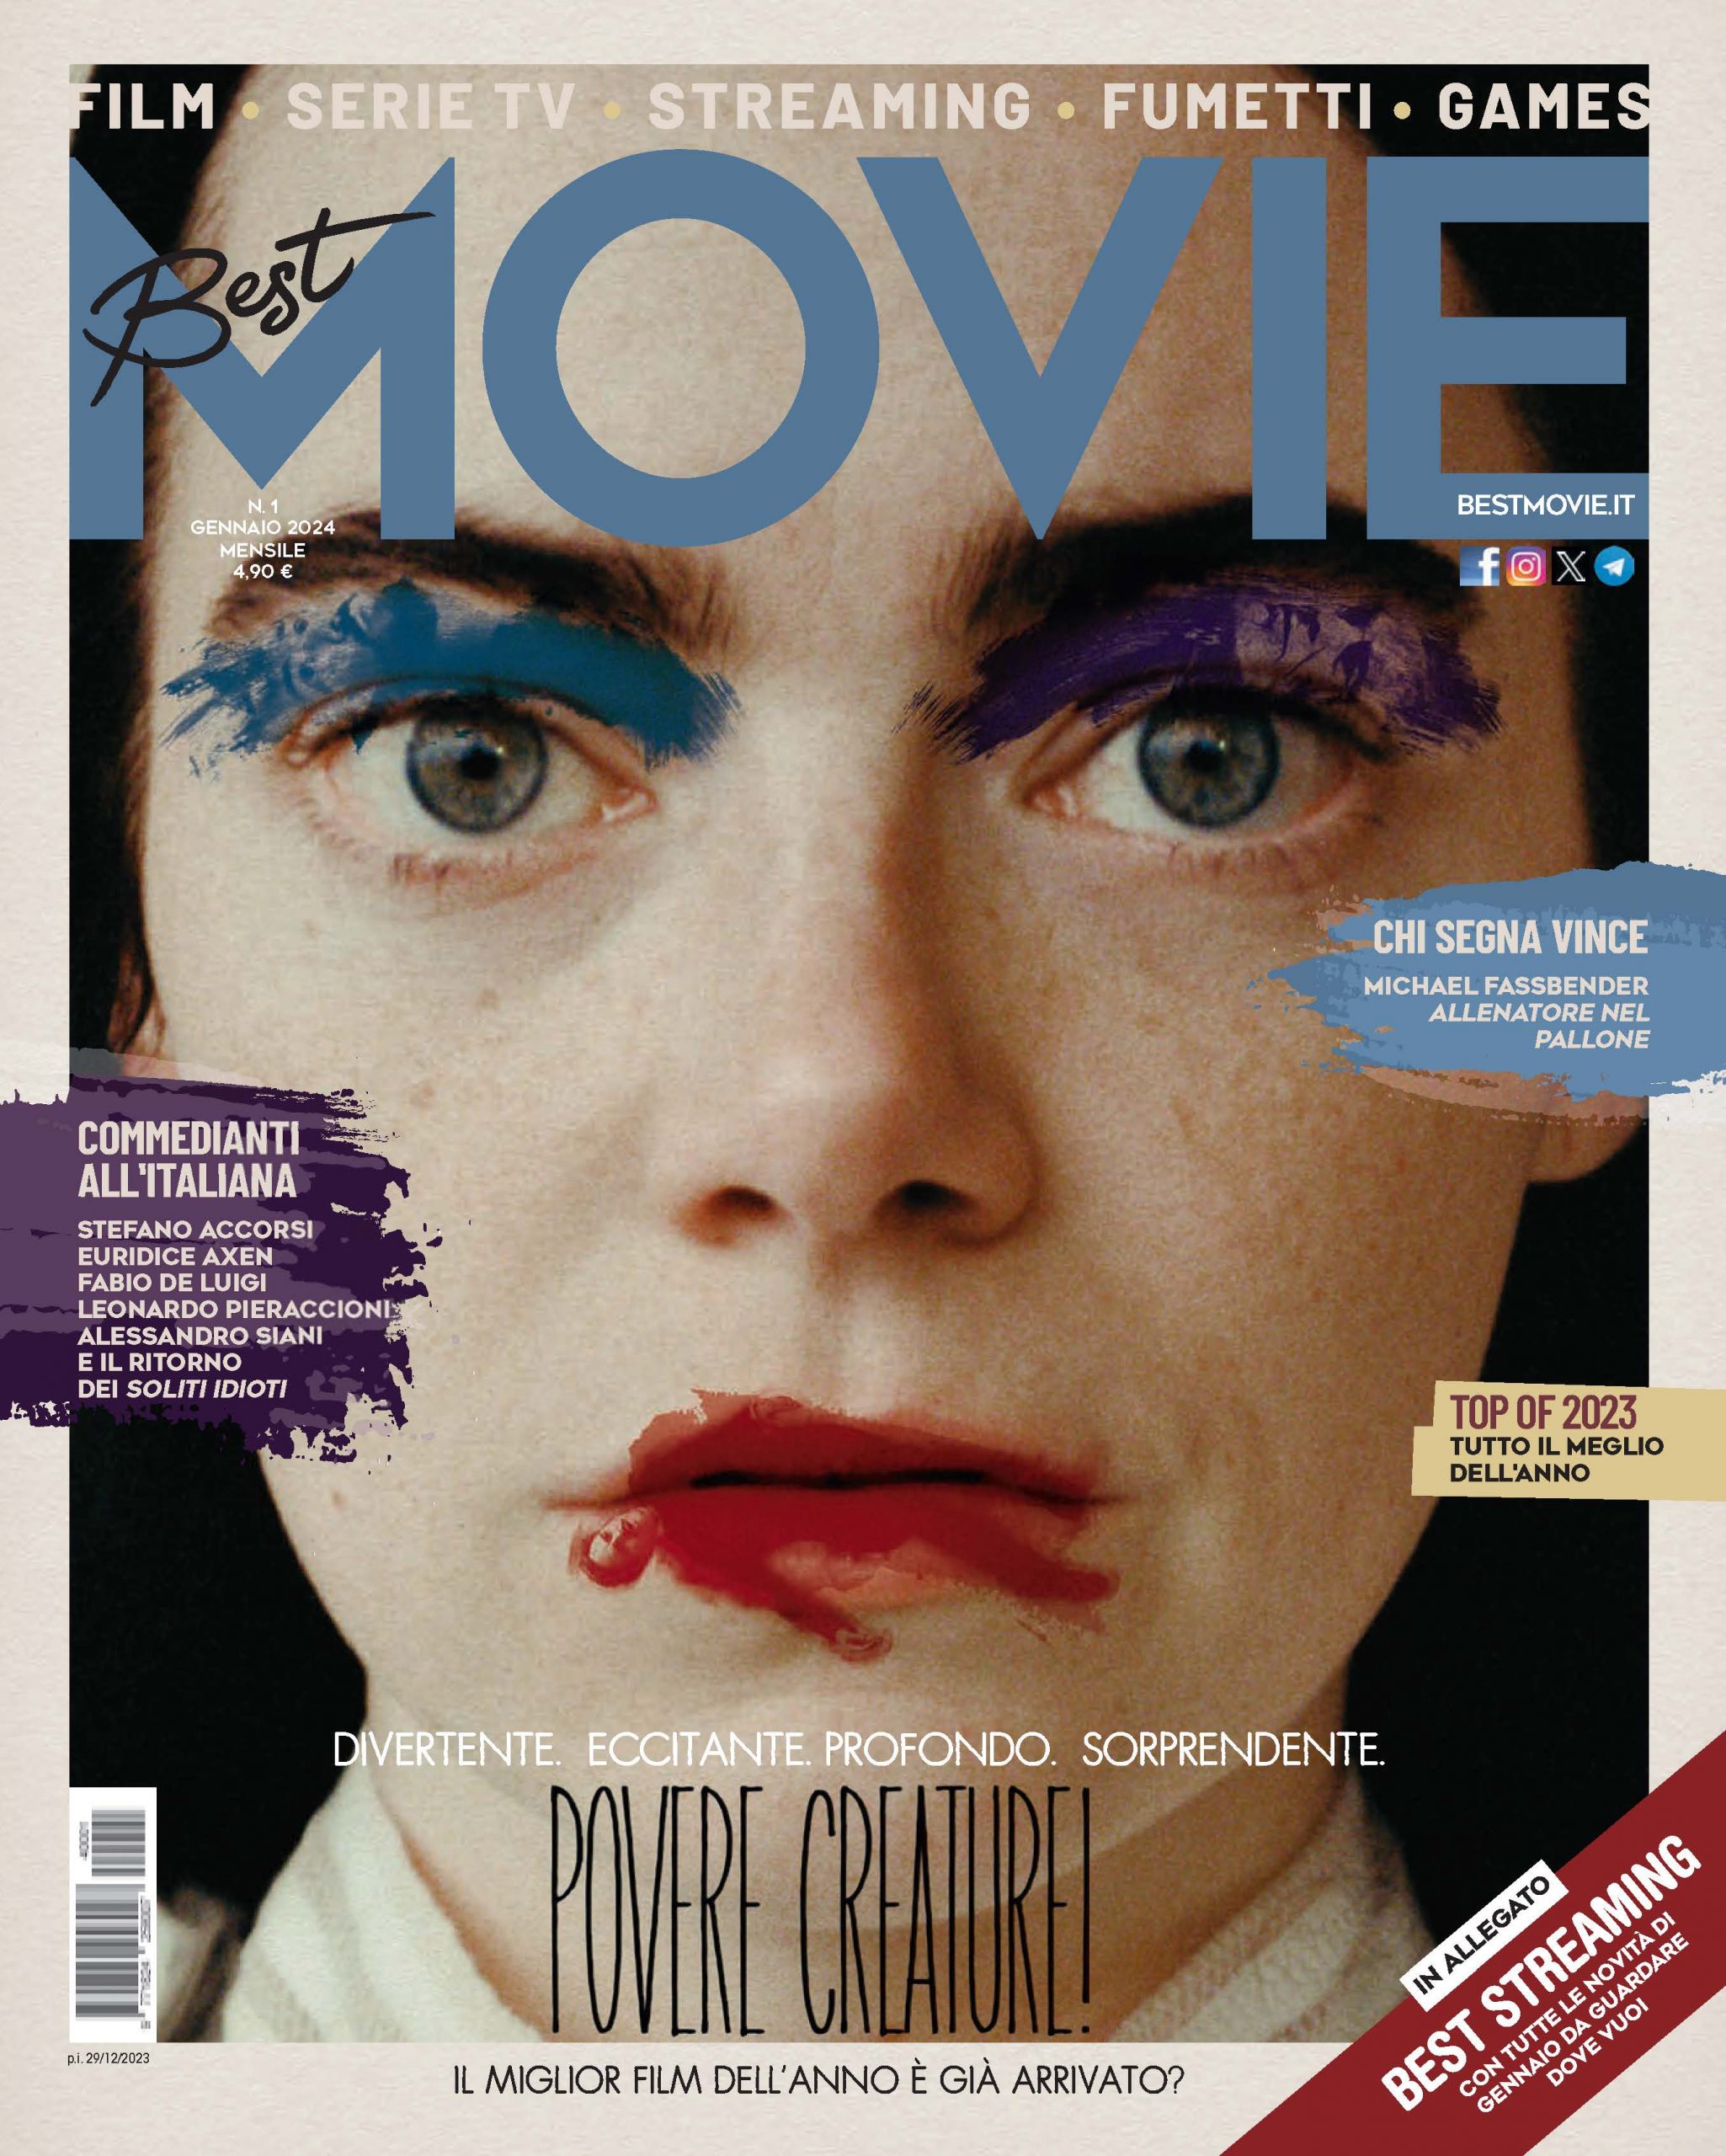 FILM • SERIE TV • STREAMING • FUMETTI • GAMES
Best
MOVIE
N. 1
GENNAIO 2024
MENSILE
4,90 €
BESTMOVIE.IT
CHI SEGNA VINCE
MICHAEL FASSBENDER
ALLENATORE NEL
PALLONE
COMMEDIANTI
ALL'ITALIANA
STEFANO ACCORSI
EURIDICE AXEN
FABIO DE LUIGI
LEONARDO PIERACCIONI
ALESSANDRO SIANI
E IL RITORNO
DEI SOLITI IDIOTI
TOP OF 2023
TUTTO IL MEGLIO
DELL'ANNO
DIVERTENTE. ECCITANTE. PROFONDO. SORPRENDENTE.
POVERE CREATURE!
IL MIGLIOR FILM DELL'ANNO È GIÀ ARRIVATO?
IN ALLEGATO
BEST STREAMING
CON TUTTE LE NOVITÀ DI
GENNAIO DA GUARDARE
DOVE VUOI
40001
p.i. 29/12/2023